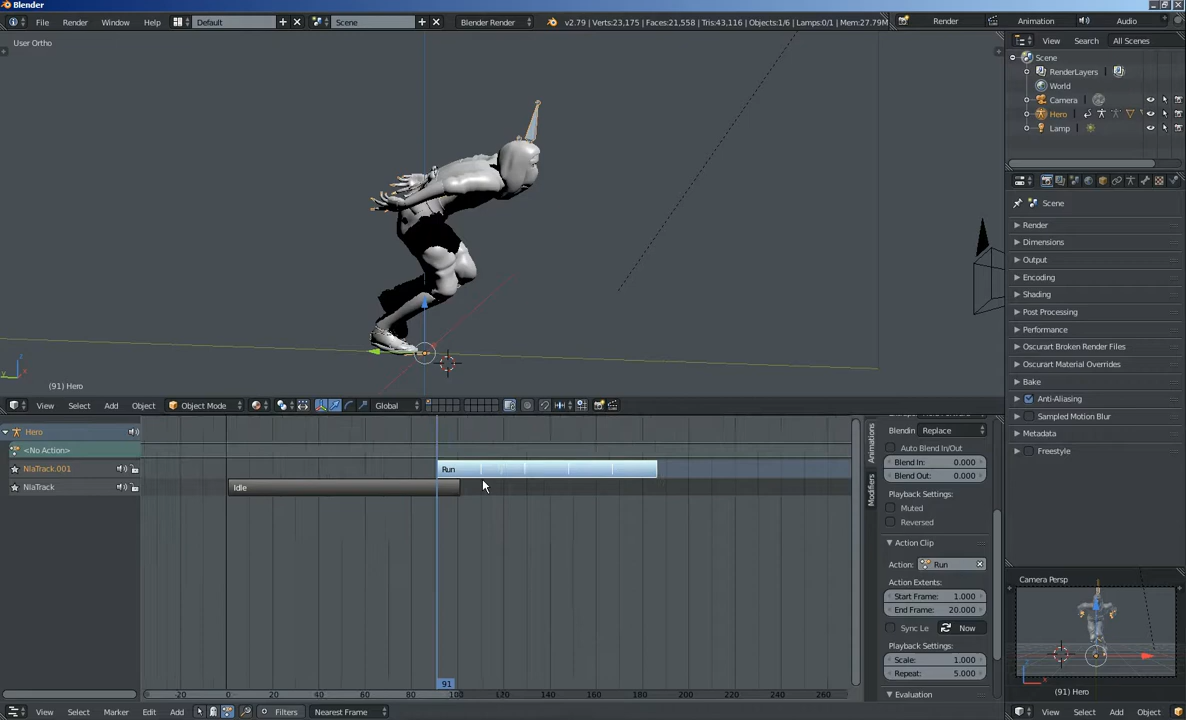 Blender
File Render Window Help Default Scene Blender Render v2.79 | Verts:23,175 | Faces:21,558 | Tris:43,116 | Objects:1/6 | Lamps:0/1 | Mem:27.79M Render Animation Audio
View Search All Scenes
User Ortho
Scene
RenderLayers
World
Camera
Hero
Lamp
Scene
Render
Dimensions
Output
Encoding
Shading
Post Processing
Performance
Oscurart Broken Render Files
Oscurart Material Overrides
Bake
Anti-Aliasing
Sampled Motion Blur
Metadata
Freestyle
(91) Hero
View Select Add Object Object Mode Global
Hero
<No Action>
NlaTrack.001
NlaTrack
Run
Idle
-20 0 20 40 60 80 91 100 120 140 160 180 200 220 240 260
View Select Marker Edit Add Filters Nearest Frame
Animations
Modifiers
Blendin Replace
Auto Blend In/Out
Blend In: 0.000
Blend Out: 0.000
Playback Settings:
Muted
Reversed
Action Clip
Action: Run
Action Extents:
Start Frame: 1.000
End Frame: 20.000
Sync Le Now
Playback Settings:
Scale: 1.000
Repeat: 5.000
Evaluation
Camera Persp
(91) Hero
View Select Add Object